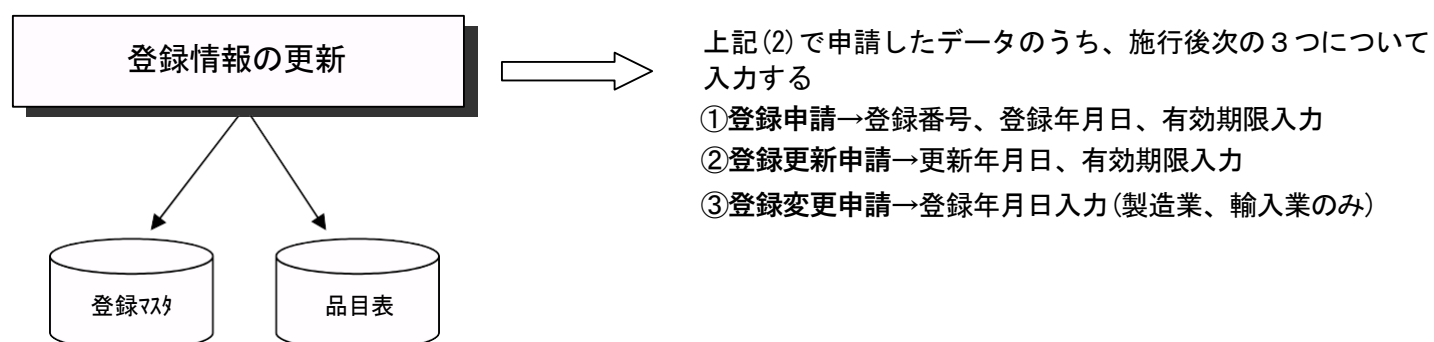 登録情報の更新
上記(2)で申請したデータのうち、施行後次の３つについて
入力する
①登録申請→登録番号、登録年月日、有効期限入力
②登録更新申請→更新年月日、有効期限入力
③登録変更申請→登録年月日入力(製造業、輸入業のみ)
登録ﾏｽﾀ
品目表